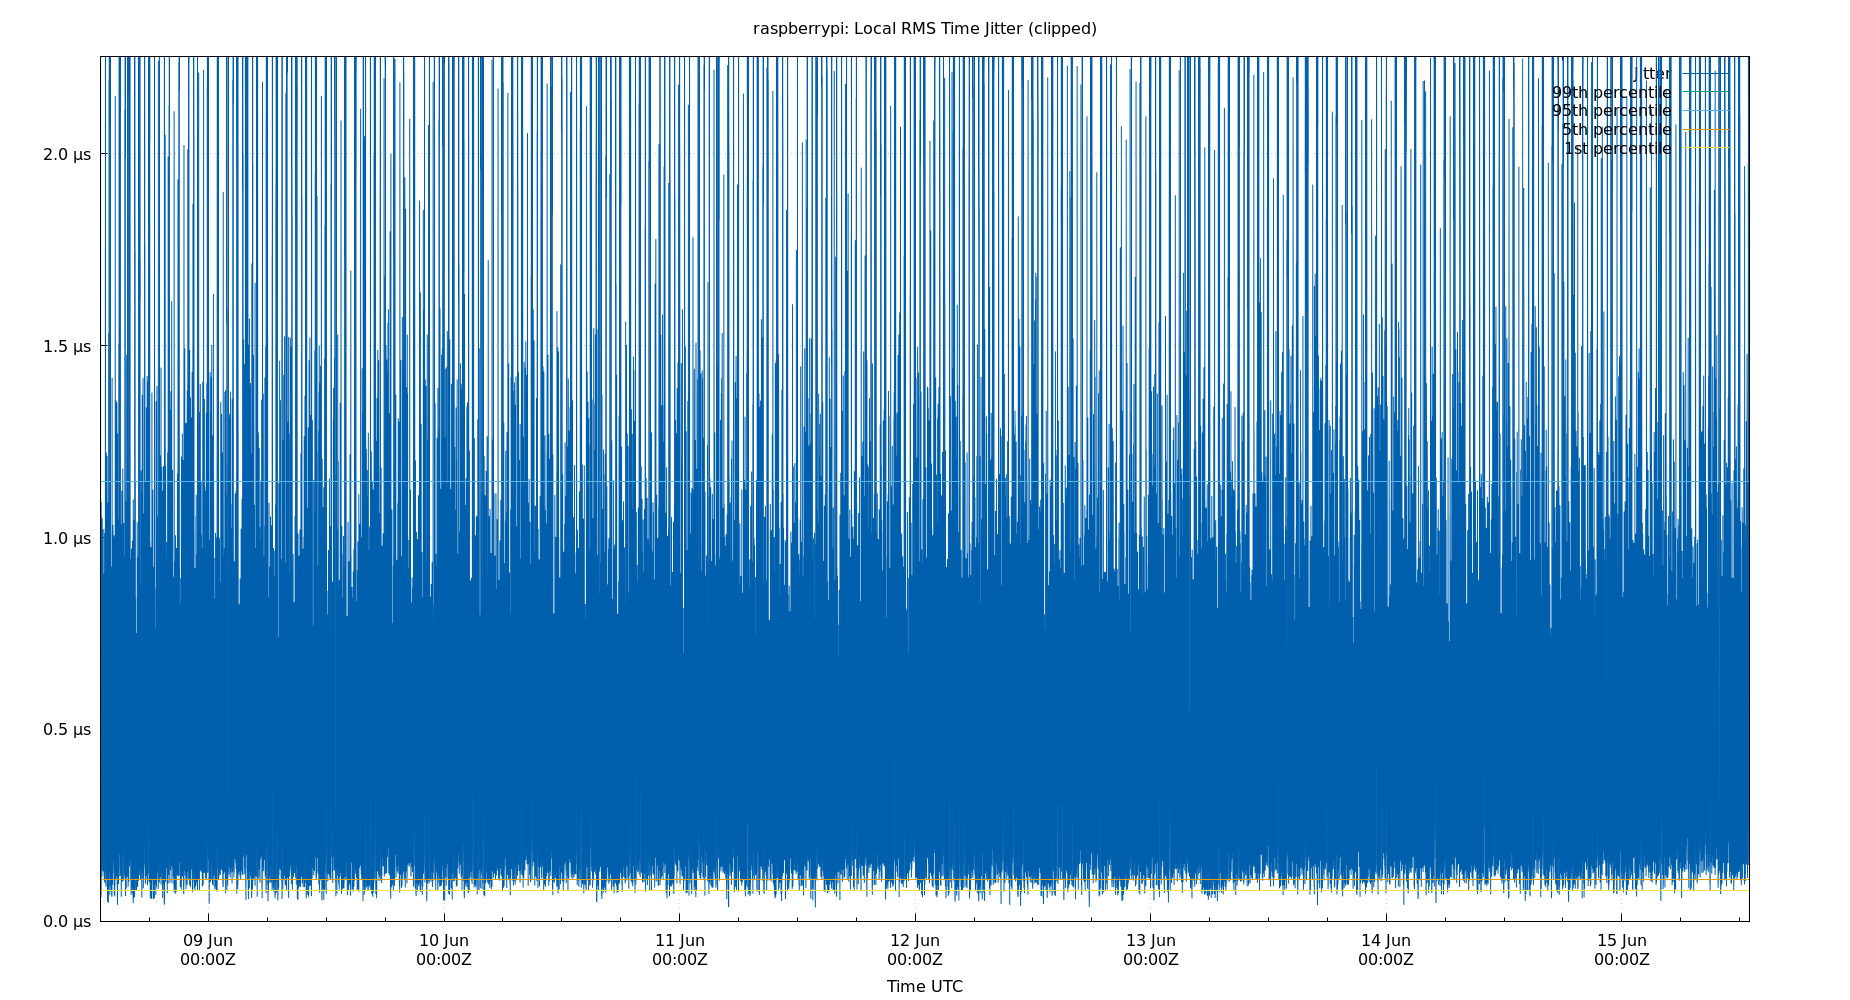 raspberrypi: Local RMS Time Jitter (clipped)
jitter
99th percentile
95th percentile
5th percentile
1st percentile
2.0 µs
1.5 µs
1.0 µs
0.5 µs
0.0 µs
09 Jun 10 Jun 11 Jun 12 Jun 13 Jun 14 Jun 15 Jun
00:00Z 00:00Z 00:00Z 00:00Z 00:00Z 00:00Z 00:00Z
Time UTC